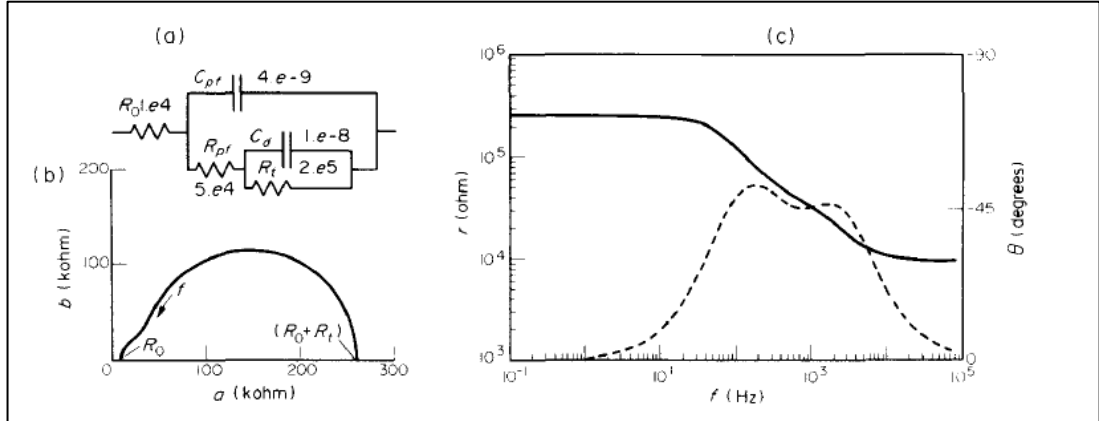 (a)
C_pf 4.e-9
R_0 1.e4
R_pf C_d 1.e-8
R_t 2.e5
5.e4
(b)
200
100
0
b (kohm)
f
R_0
(R_0+R_t)
0 100 200 300
a (kohm)
(c)
10^6
10^5
10^4
10^3
r (ohm)
-90
-45
0
θ (degrees)
10^-1 10^1 10^3 10^5
f (Hz)